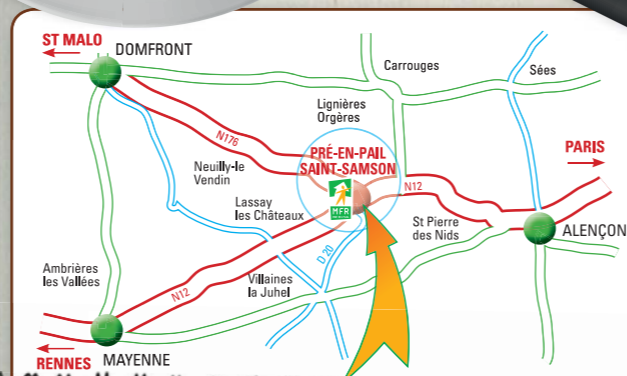 ST MALO
DOMFRONT
Carrouges
Sées
Lignières
Orgères
N176
PRÉ-EN-PAIL
SAINT-SAMSON
PARIS
Neuilly-le
Vendin
MFR
N12
Lassay
les Châteaux
St Pierre
des Nids
ALENÇON
D 20
Ambrières
les Vallées
N12
Villaines
la Juhel
RENNES
MAYENNE